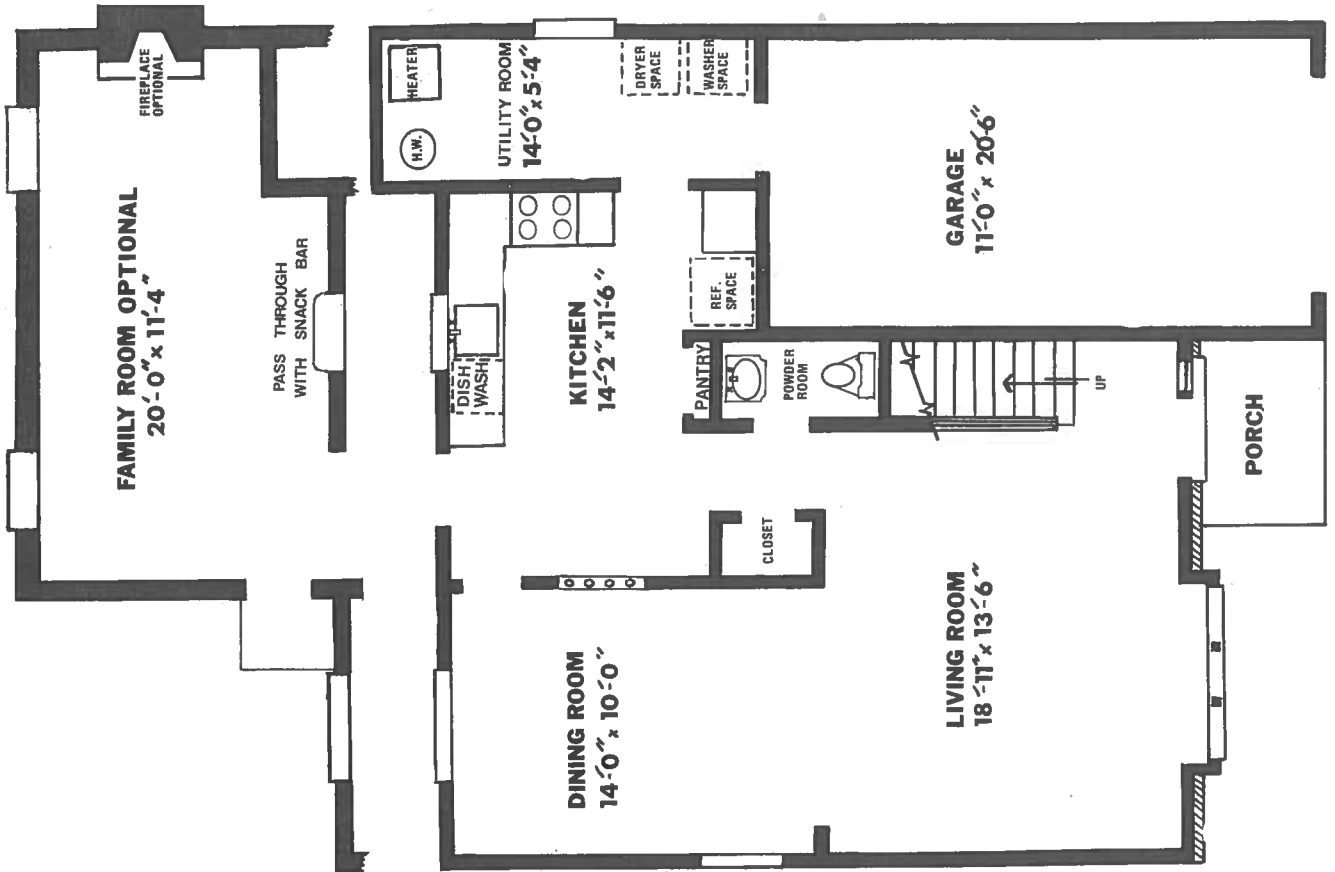 FIREPLACE
OPTIONAL
FAMILY ROOM OPTIONAL
20'-0" x 11'-4"
PASS THROUGH
WITH SNACK BAR
HEATER
H.W.
UTILITY ROOM
14'-0" x 5'-4"
DRYER
SPACE
WASHER
SPACE
DISH
WASH
KITCHEN
14'-2" x 11'-6"
REF.
SPACE
PANTRY
POWDER
ROOM
GARAGE
11'-0" x 20'-6"
UP
CLOSET
DINING ROOM
14'-0" x 10'-0"
LIVING ROOM
18'-11" x 13'-6"
PORCH